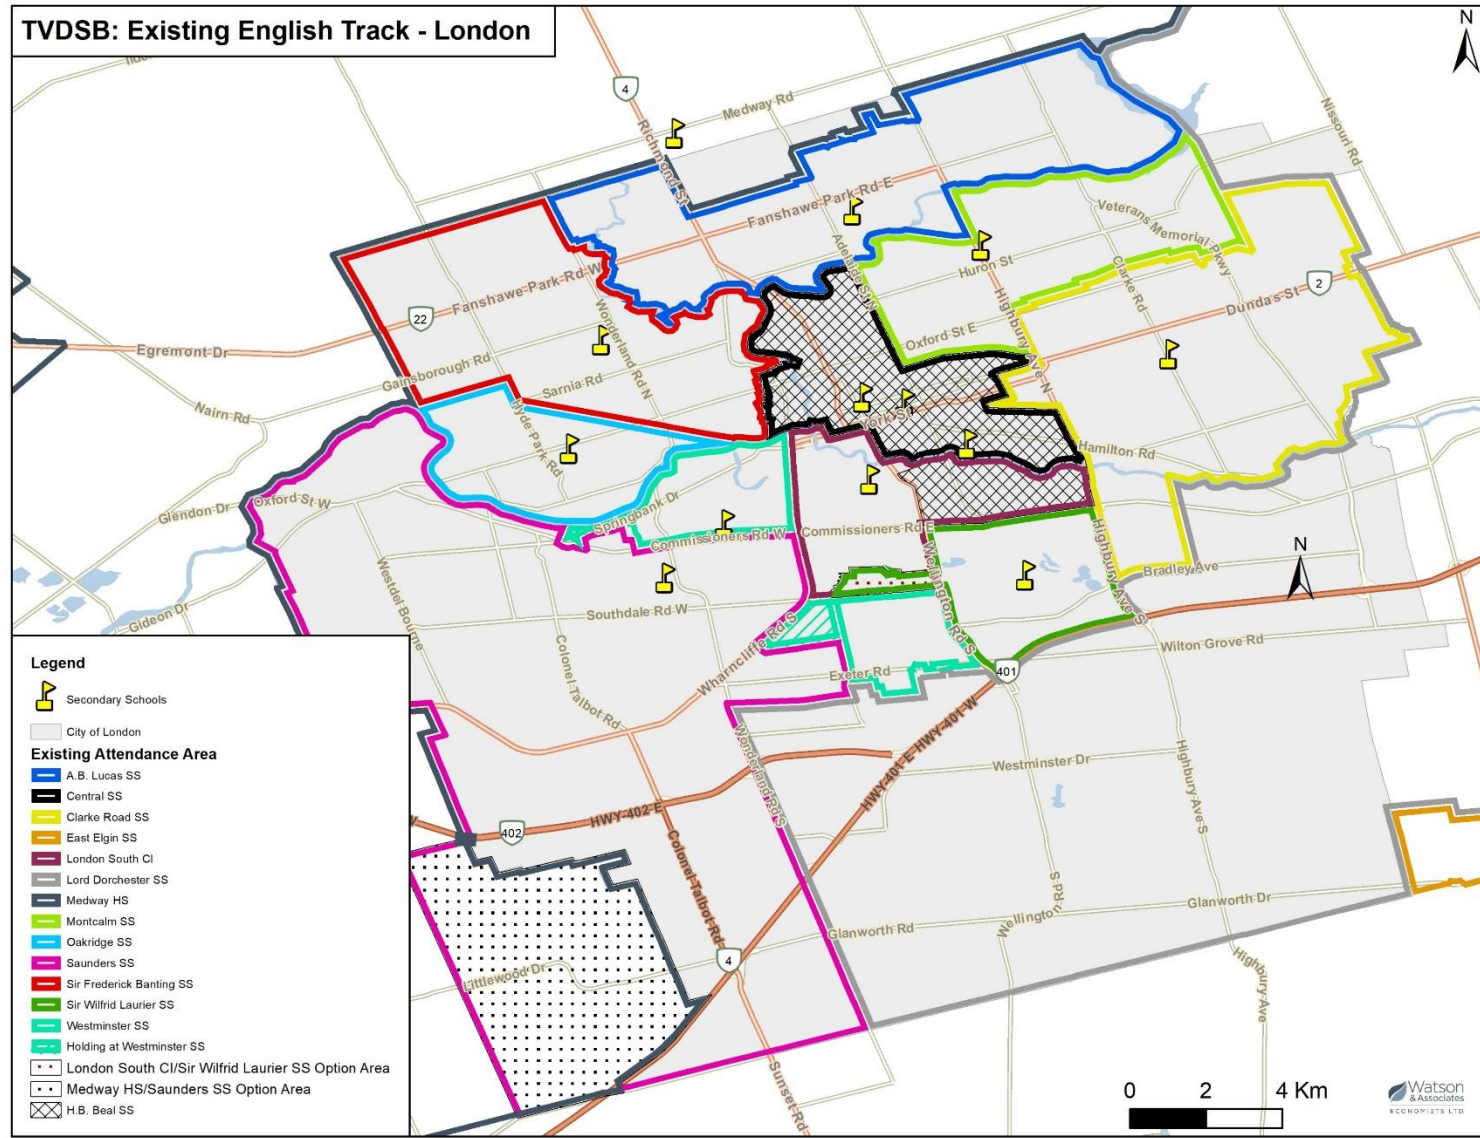 TVDSB: Existing English Track - London
N
4
Medway Rd
Richmond St
Nissouri Rd
Fanshawe Park Rd E
Adelaide St N
Veterans Memorial Pkwy
Huron St
Clarke Rd
Highbury Ave N
2
Dundas St
Fanshawe Park Rd W
22
Wonderland Rd N
Oxford St E
Egremont Dr
Gainsborough Rd
Sarnia Rd
Nairn Rd
Hyde Park Rd
York St
Hamilton Rd
Glendon Dr
Oxford St W
Springbank Dr
Commissioners Rd W
Commissioners Rd E
Highbury Ave S
N
Bradley Ave
Westdel Bourne
Gideon Dr
Southdale Rd W
Wellington Rd S
Wharncliffe Rd S
Wilton Grove Rd
401
Exeter Rd
Colonel Talbot Rd
Wonderland Rd S
HWY-401 E
HWY-401 W
Westminster Dr
Highbury Ave S
HWY-402 E
402
Colonel Talbot Rd
Wellington Rd S
Glanworth Dr
Glanworth Rd
4
Littlewood Dr
Highbury Ave
Sunset Rd
Legend
Secondary Schools
City of London
Existing Attendance Area
A.B. Lucas SS
Central SS
Clarke Road SS
East Elgin SS
London South CI
Lord Dorchester SS
Medway HS
Montcalm SS
Oakridge SS
Saunders SS
Sir Frederick Banting SS
Sir Wilfrid Laurier SS
Westminster SS
Holding at Westminster SS
London South CI/Sir Wilfrid Laurier SS Option Area
Medway HS/Saunders SS Option Area
H.B. Beal SS
0 2 4 Km
Watson
& Associates
ECONOMISTS LTD.